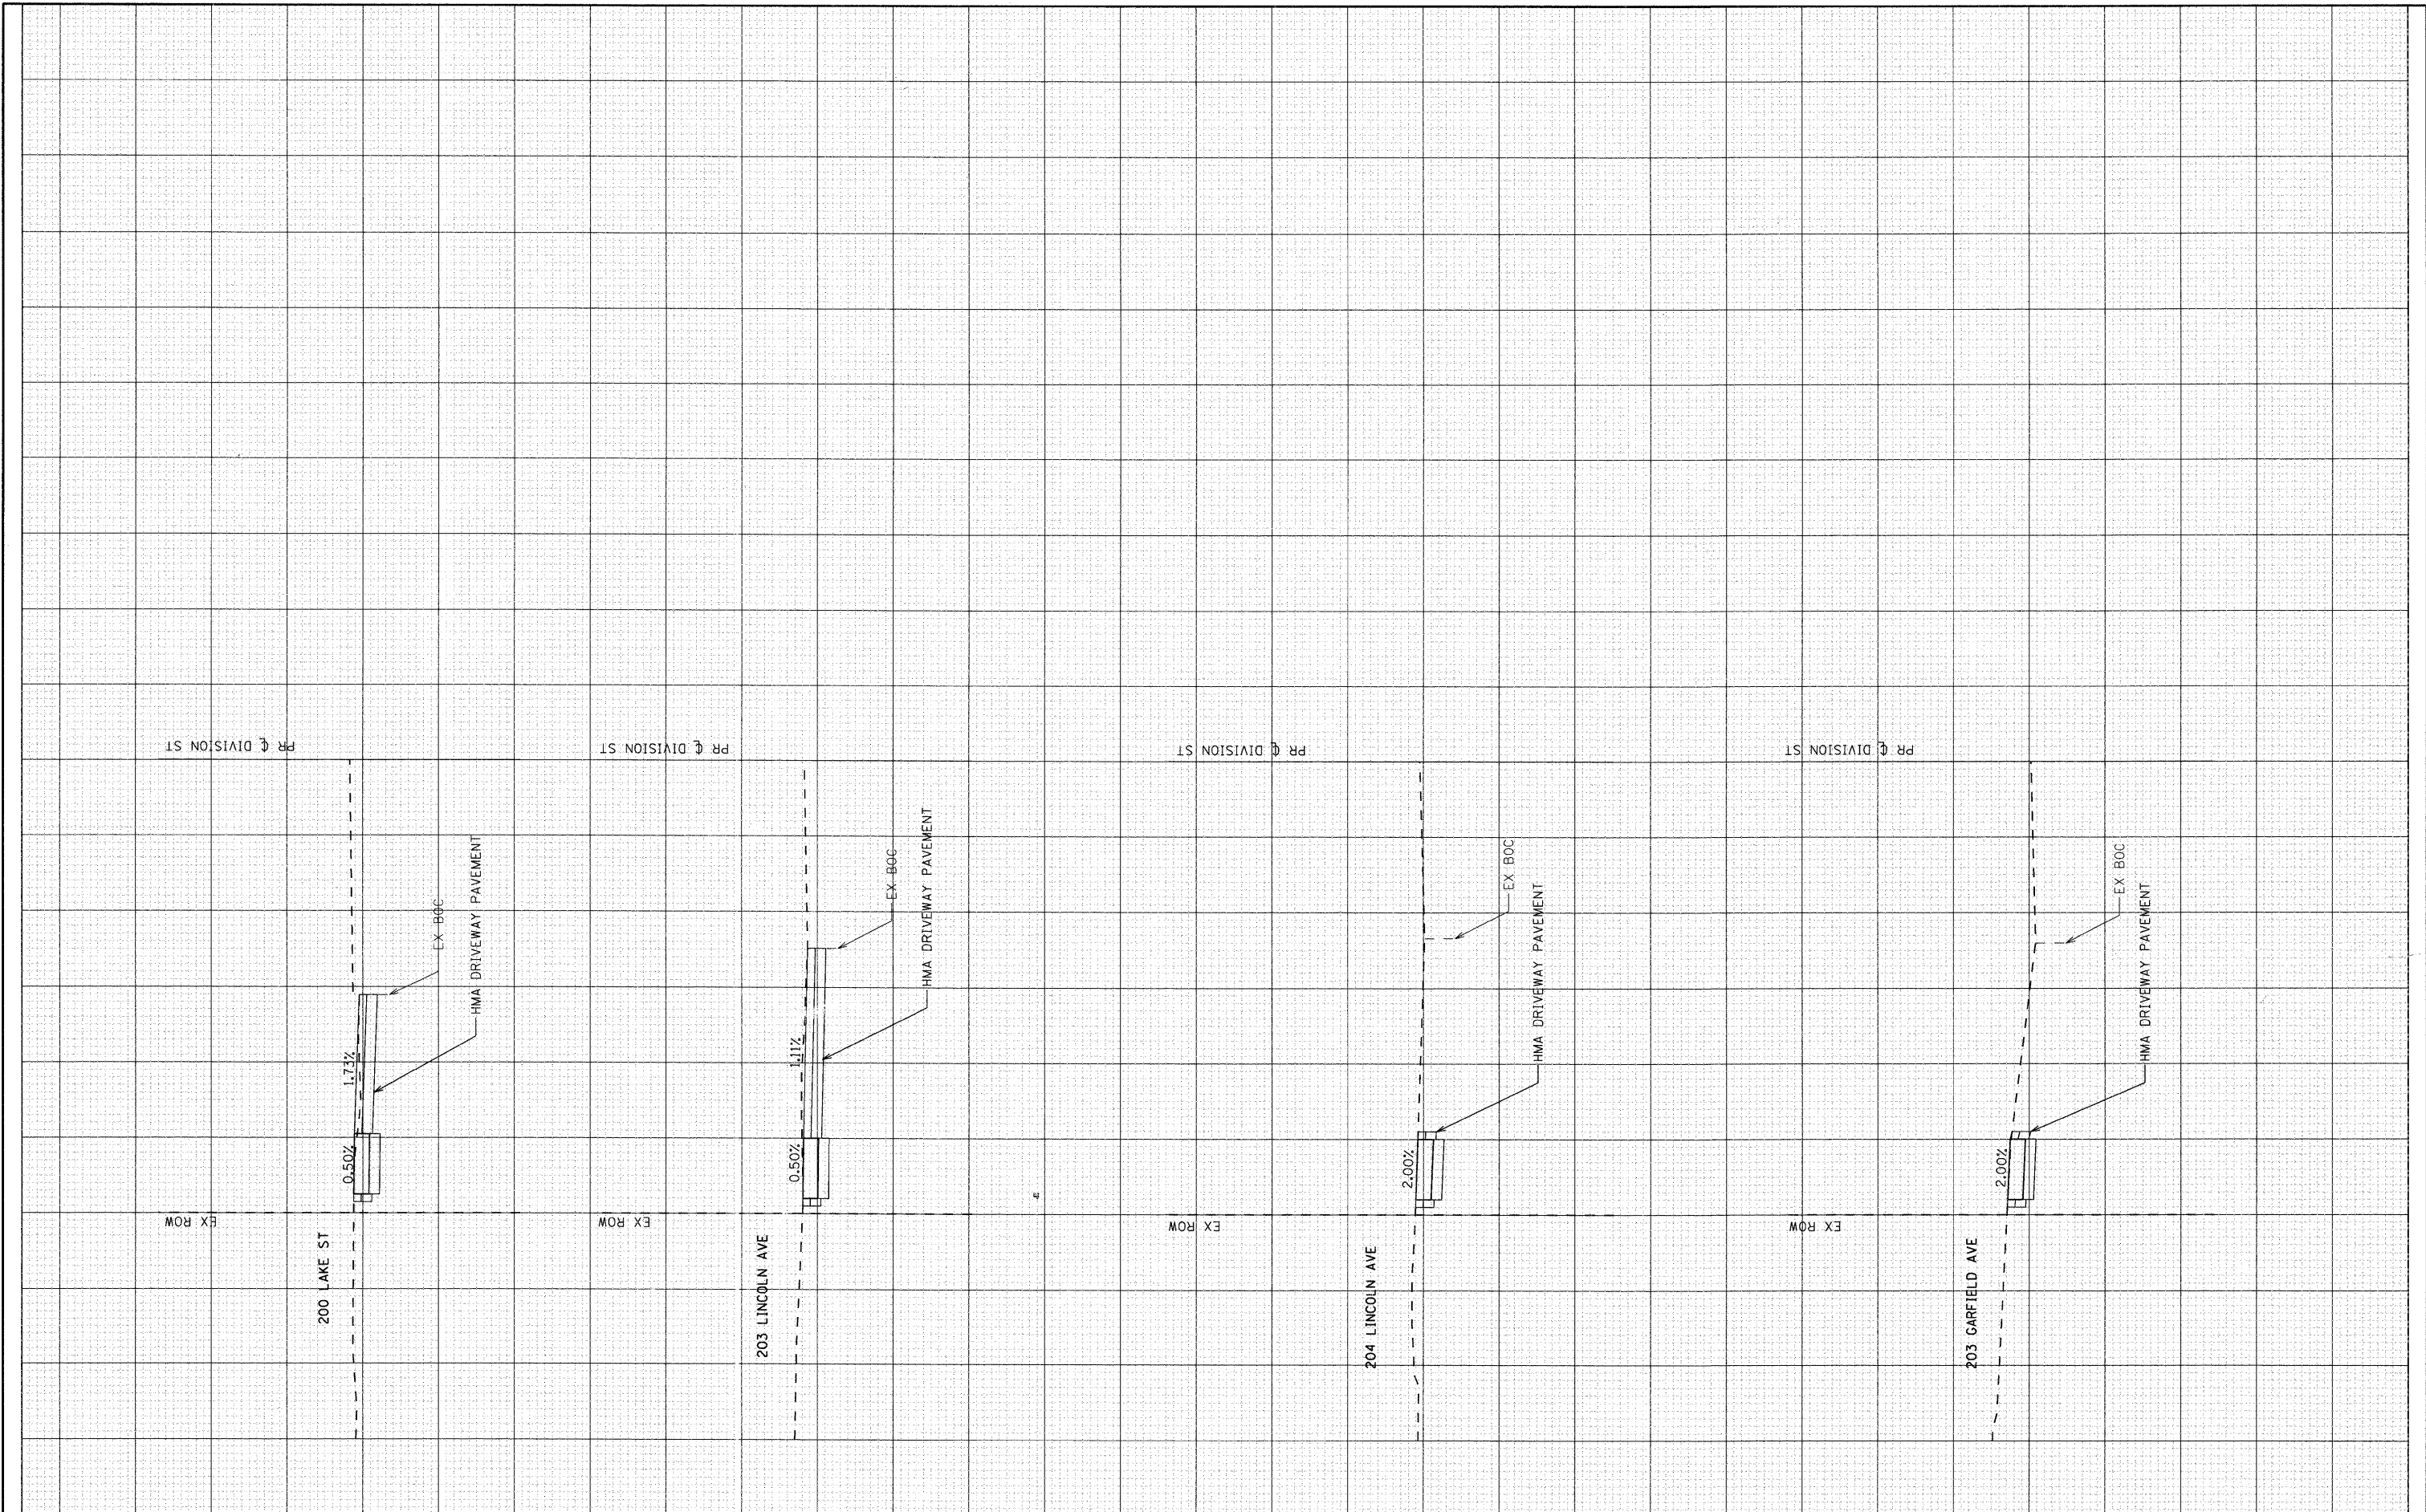 PR ℄ DIVISION ST
EX BOC
HMA DRIVEWAY PAVEMENT
1.73%
0.50%
EX ROW
200 LAKE ST
PR ℄ DIVISION ST
EX BOC
HMA DRIVEWAY PAVEMENT
1.11%
0.50%
EX ROW
203 LINCOLN AVE
PR ℄ DIVISION ST
EX BOC
HMA DRIVEWAY PAVEMENT
2.00%
EX ROW
204 LINCOLN AVE
PR ℄ DIVISION ST
EX BOC
HMA DRIVEWAY PAVEMENT
2.00%
EX ROW
203 GARFIELD AVE